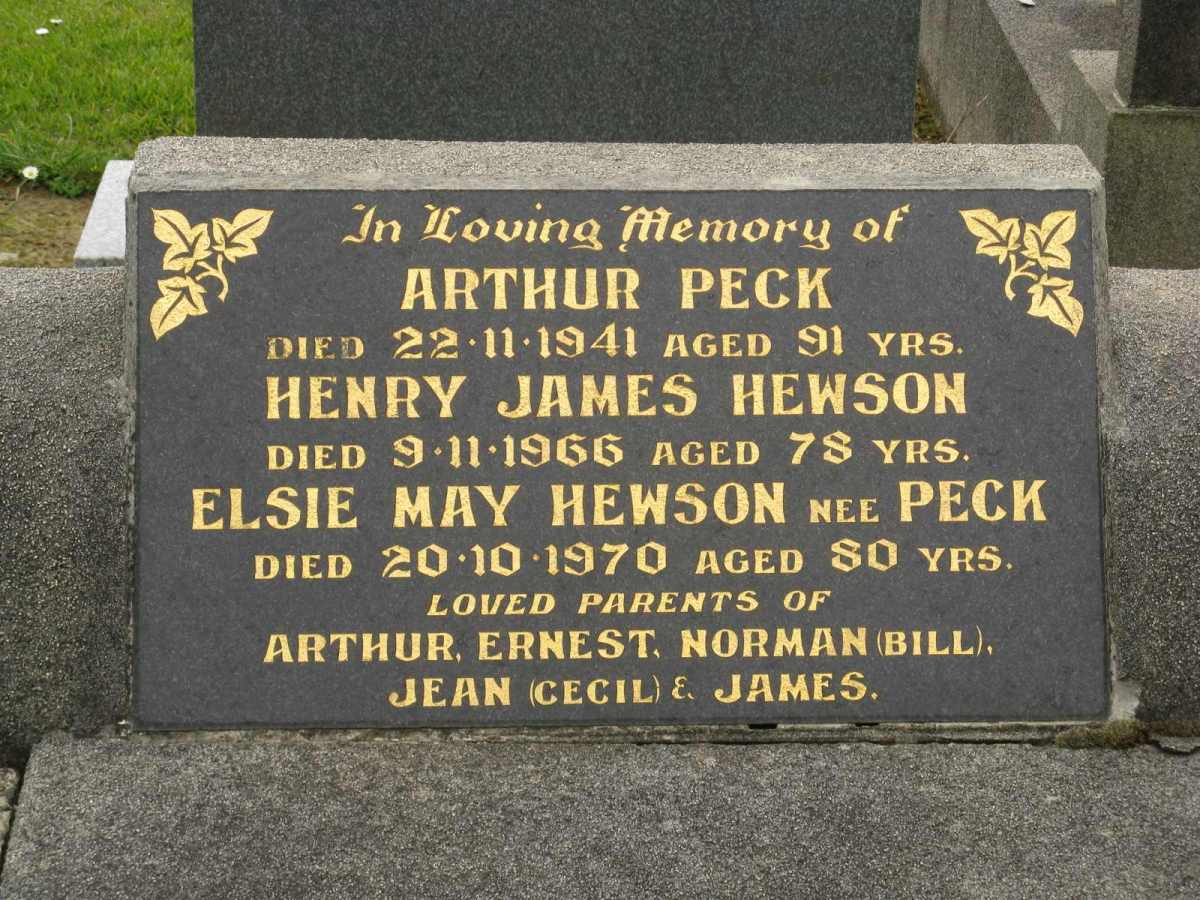 In Loving Memory of
ARTHUR PECK
DIED 22·11·1941 AGED 91 YRS.
HENRY JAMES HEWSON
DIED 9·11·1966 AGED 78 YRS.
ELSIE MAY HEWSON NEE PECK
DIED 20·10·1970 AGED 80 YRS.
LOVED PARENTS OF
ARTHUR, ERNEST, NORMAN (BILL),
JEAN (CECIL) & JAMES.